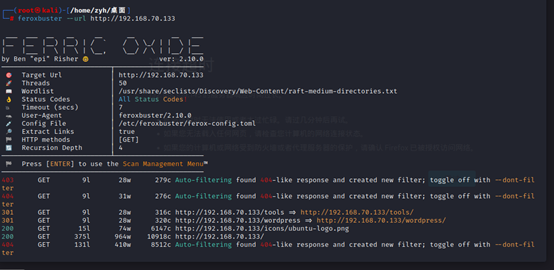 ┌──(root㉿kali)-[/home/zyh/桌面]
└─# feroxbuster --url http://192.168.70.133
by Ben "epi" Risher 🤓 ver: 2.10.0
🎯 Target Url │ http://192.168.70.133
🚀 Threads │ 50
📖 Wordlist │ /usr/share/seclists/Discovery/Web-Content/raft-medium-directories.txt
👌 Status Codes │ All Status Codes!
💥 Timeout (secs) │ 7
🦡 User-Agent │ feroxbuster/2.10.0
💉 Config File │ /etc/feroxbuster/ferox-config.toml
🔎 Extract Links │ true
🏁 HTTP methods │ [GET]
🔃 Recursion Depth │ 4
🏁 Press [ENTER] to use the Scan Management Menu™
403 GET 9l 28w 279c Auto-filtering found 404-like response and created new filter; toggle off with --dont-fil
ter
404 GET 9l 31w 276c Auto-filtering found 404-like response and created new filter; toggle off with --dont-fil
ter
301 GET 9l 28w 316c http://192.168.70.133/tools => http://192.168.70.133/tools/
301 GET 9l 28w 320c http://192.168.70.133/wordpress => http://192.168.70.133/wordpress/
200 GET 15l 74w 6147c http://192.168.70.133/icons/ubuntu-logo.png
200 GET 375l 964w 10918c http://192.168.70.133/
404 GET 131l 410w 8512c Auto-filtering found 404-like response and created new filter; toggle off with --dont-fil
ter